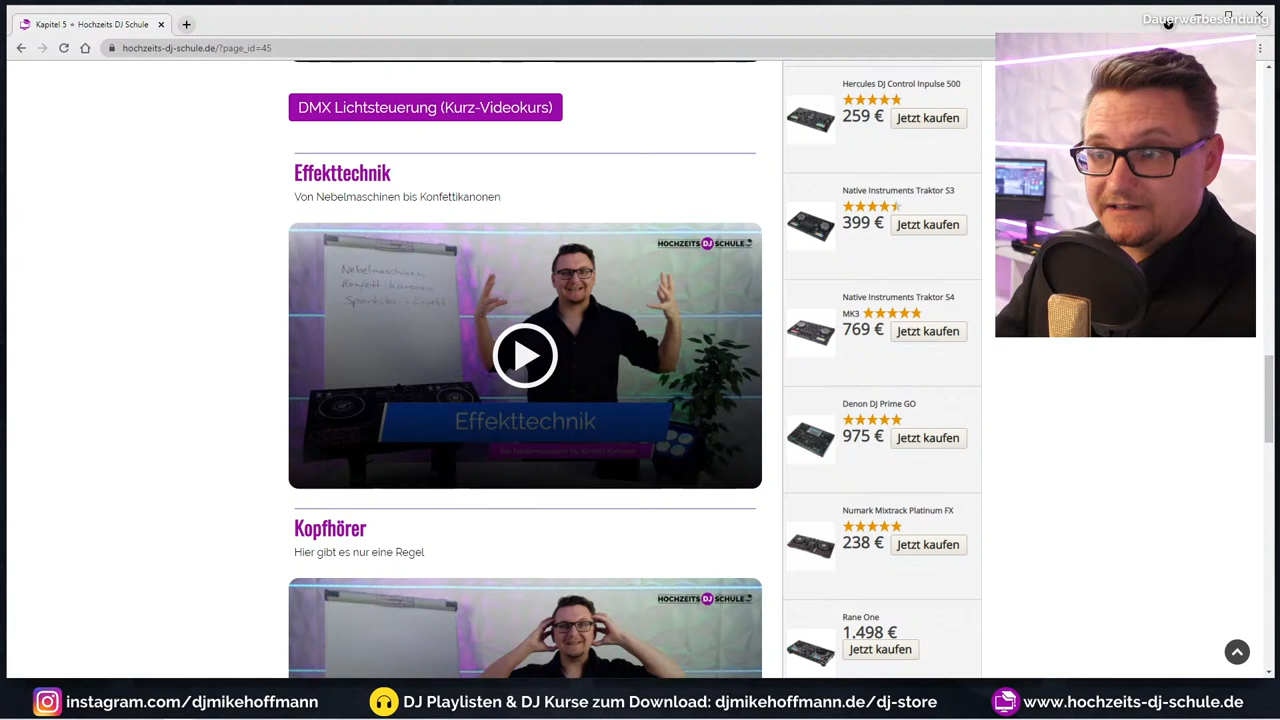 Dauerwerbesendung
Kapitel 5 ⭐ Hochzeits DJ Schule
hochzeits-dj-schule.de/?page_id=45
DMX Lichtsteuerung (Kurz-Videokurs)
Effekttechnik
Von Nebelmaschinen bis Konfettikanonen
HOCHZEITS DJ SCHULE
Nebelmaschinen
Konfettikanonen
Effekttechnik
Kopfhörer
Hier gibt es nur eine Regel
HOCHZEITS DJ SCHULE
Hercules DJ Control Inpulse 500
259 € Jetzt kaufen
Native Instruments Traktor S3
399 € Jetzt kaufen
Native Instruments Traktor S4
MK3
769 € Jetzt kaufen
Denon DJ Prime GO
975 € Jetzt kaufen
Numark Mixtrack Platinum FX
238 € Jetzt kaufen
Rane One
1.498 €
Jetzt kaufen
instagram.com/djmikehoffmann
DJ Playlisten & DJ Kurse zum Download: djmikehoffmann.de/dj-store
www.hochzeits-dj-schule.de